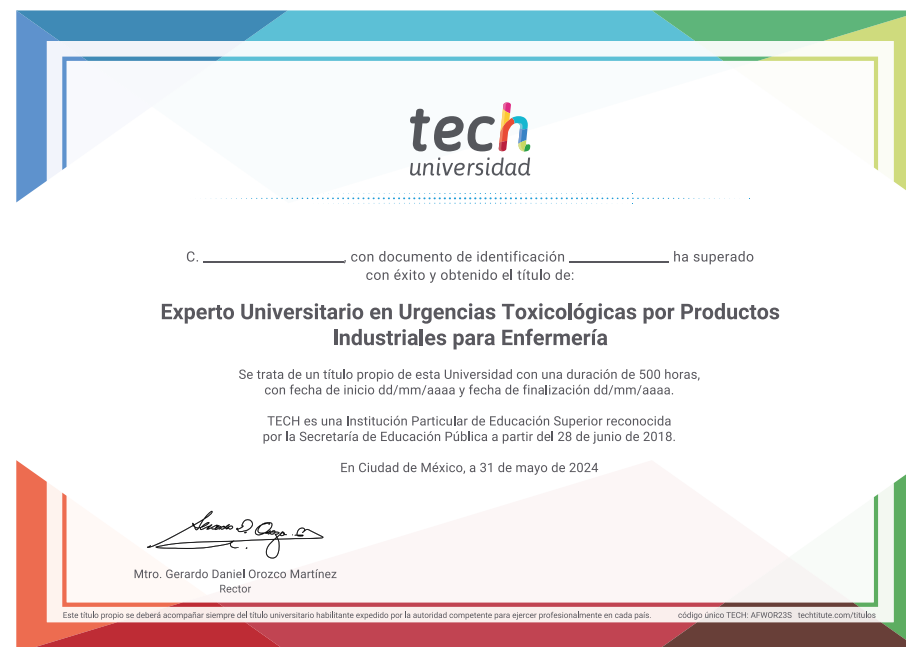 tech
universidad
C. ____________, con documento de identificación ____________ ha superado
con éxito y obtenido el título de:
Experto Universitario en Urgencias Toxicológicas por Productos
Industriales para Enfermería
Se trata de un título propio de esta Universidad con una duración de 500 horas,
con fecha de inicio dd/mm/aaaa y fecha de finalización dd/mm/aaaa.
TECH es una Institución Particular de Educación Superior reconocida
por la Secretaría de Educación Pública a partir del 28 de junio de 2018.
En Ciudad de México, a 31 de mayo de 2024
Mtro. Gerardo Daniel Orozco Martínez
Rector
Este título propio se deberá acompañar siempre del título universitario habilitante expedido por la autoridad competente para ejercer profesionalmente en cada país. código único TECH: AFWOR23S techtitute.com/titulos